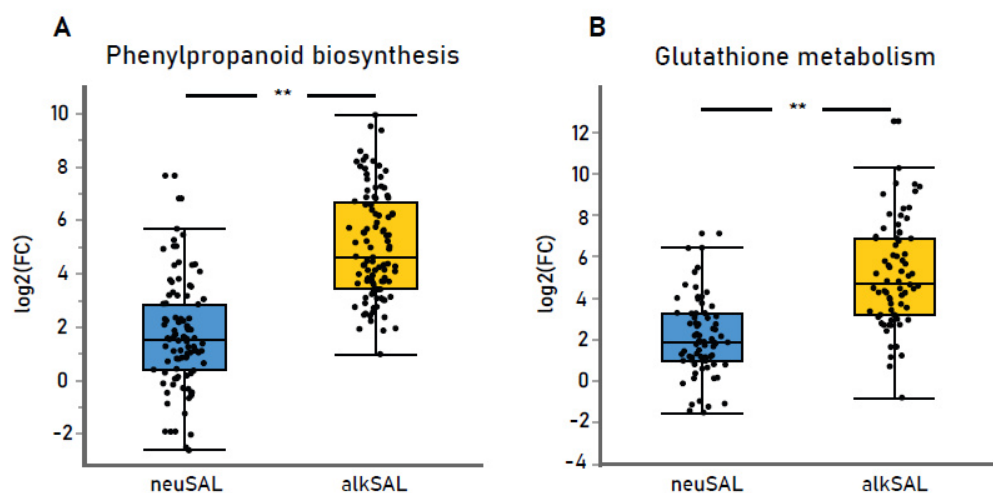 A
Phenylpropanoid biosynthesis
**
log2(FC)
10
8
6
4
2
0
-2
neuSAL
alkSAL
B
Glutathione metabolism
**
log2(FC)
12
10
8
6
4
2
0
-2
-4
neuSAL
alkSAL